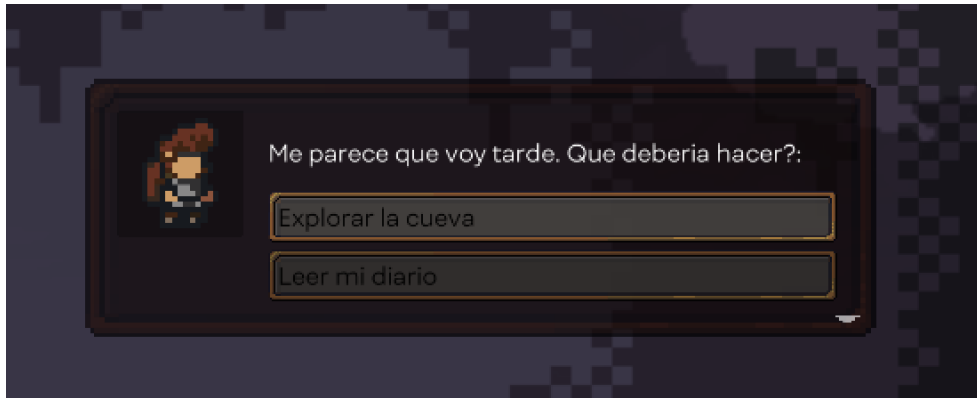 Me parece que voy tarde. Que deberia hacer?:
Explorar la cueva
Leer mi diario